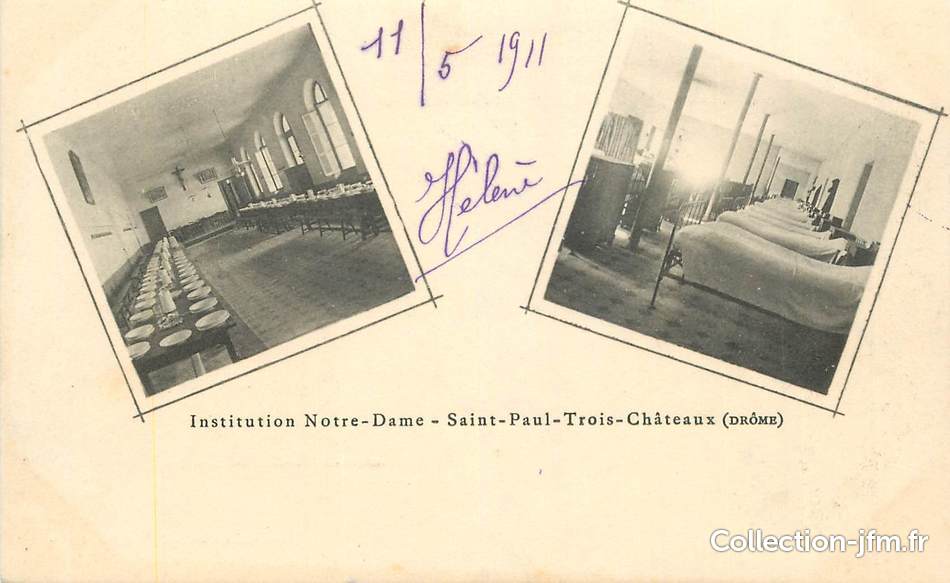 11/5 1911
Hélène
Institution Notre-Dame - Saint-Paul-Trois-Châteaux (DRÔME)
Collection-jfm.fr